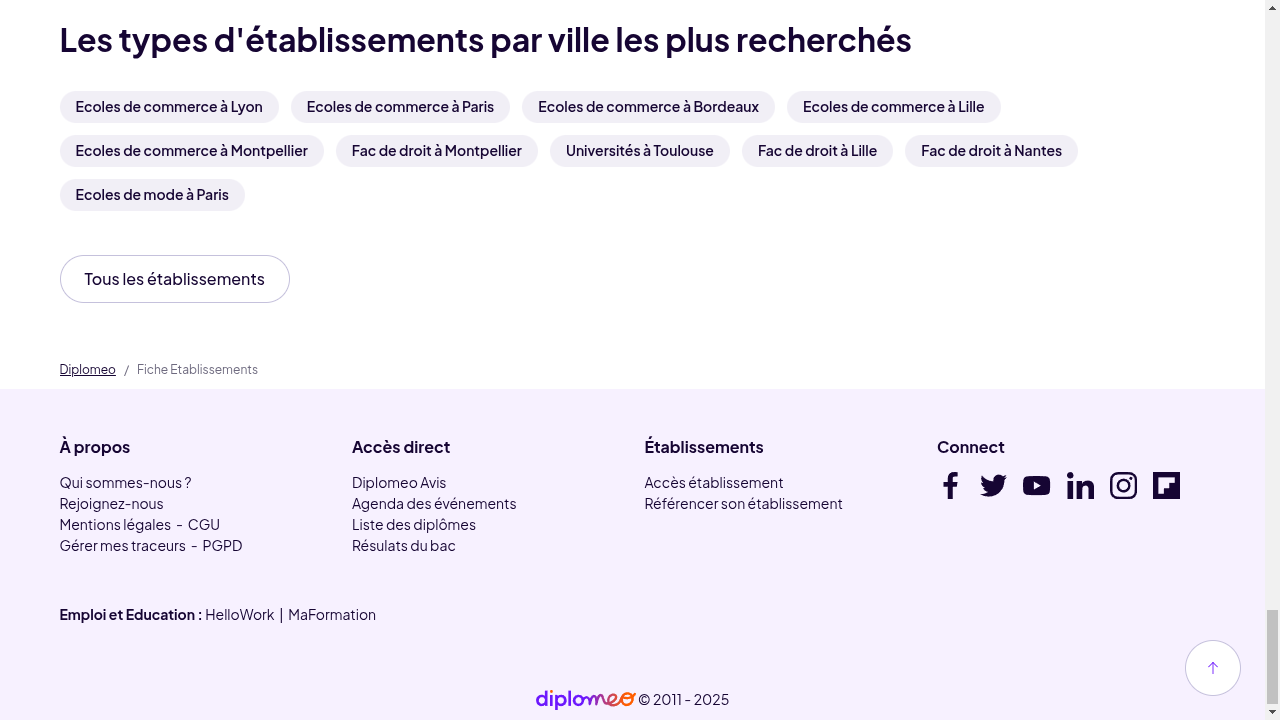 Les types d'établissements par ville les plus recherchés
Ecoles de commerce à Lyon
Ecoles de commerce à Paris
Ecoles de commerce à Bordeaux
Ecoles de commerce à Lille
Ecoles de commerce à Montpellier
Fac de droit à Montpellier
Universités à Toulouse
Fac de droit à Lille
Fac de droit à Nantes
Ecoles de mode à Paris
Tous les établissements
Diplomeo / Fiche Etablissements
À propos
Qui sommes-nous ?
Rejoignez-nous
Mentions légales - CGU
Gérer mes traceurs - PGPD
Accès direct
Diplomeo Avis
Agenda des événements
Liste des diplômes
Résulats du bac
Établissements
Accès établissement
Référencer son établissement
Connect
Emploi et Education : HelloWork | MaFormation
diplomeo © 2011 - 2025